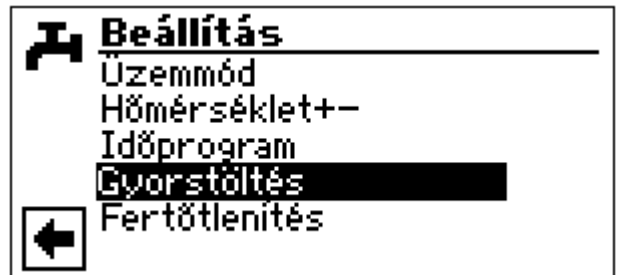 Beállítás
Üzemmód
Hőmérséklet+−
Időprogram
Gyorstöltés
Fertőtlenítés